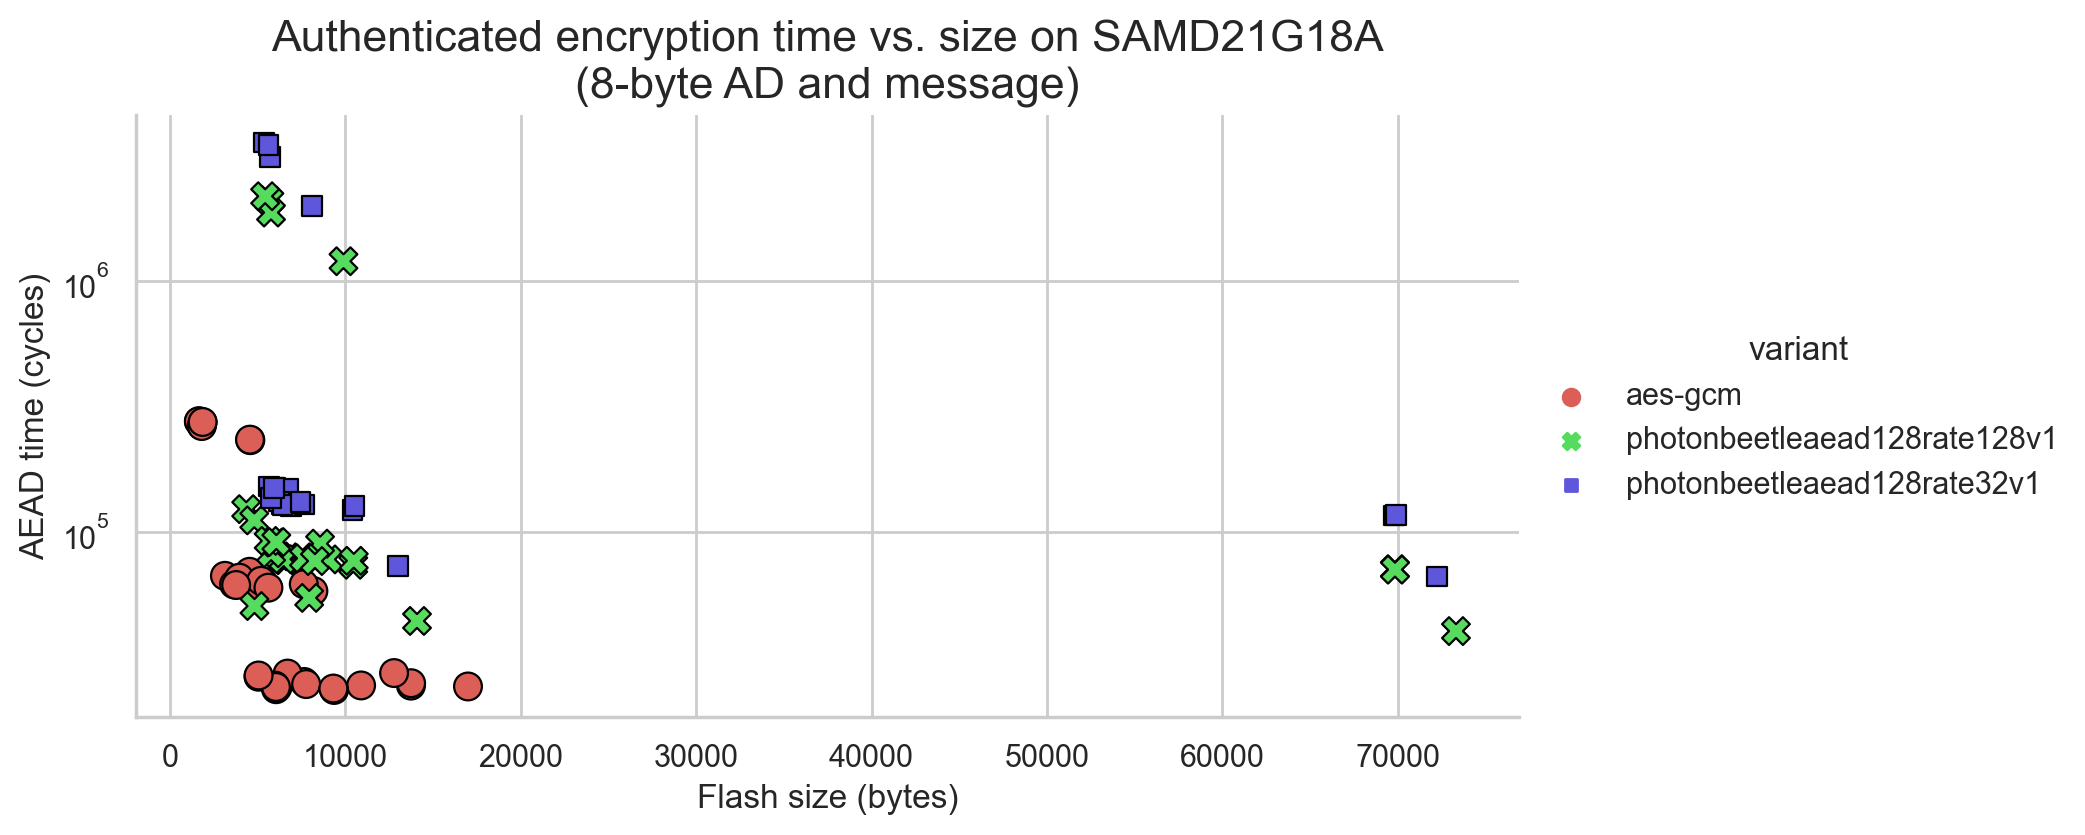 Authenticated encryption time vs. size on SAMD21G18A
(8-byte AD and message)
AEAD time (cycles)
10^6
10^5
0 10000 20000 30000 40000 50000 60000 70000
Flash size (bytes)
variant
aes-gcm
photonbeetleaead128rate128v1
photonbeetleaead128rate32v1